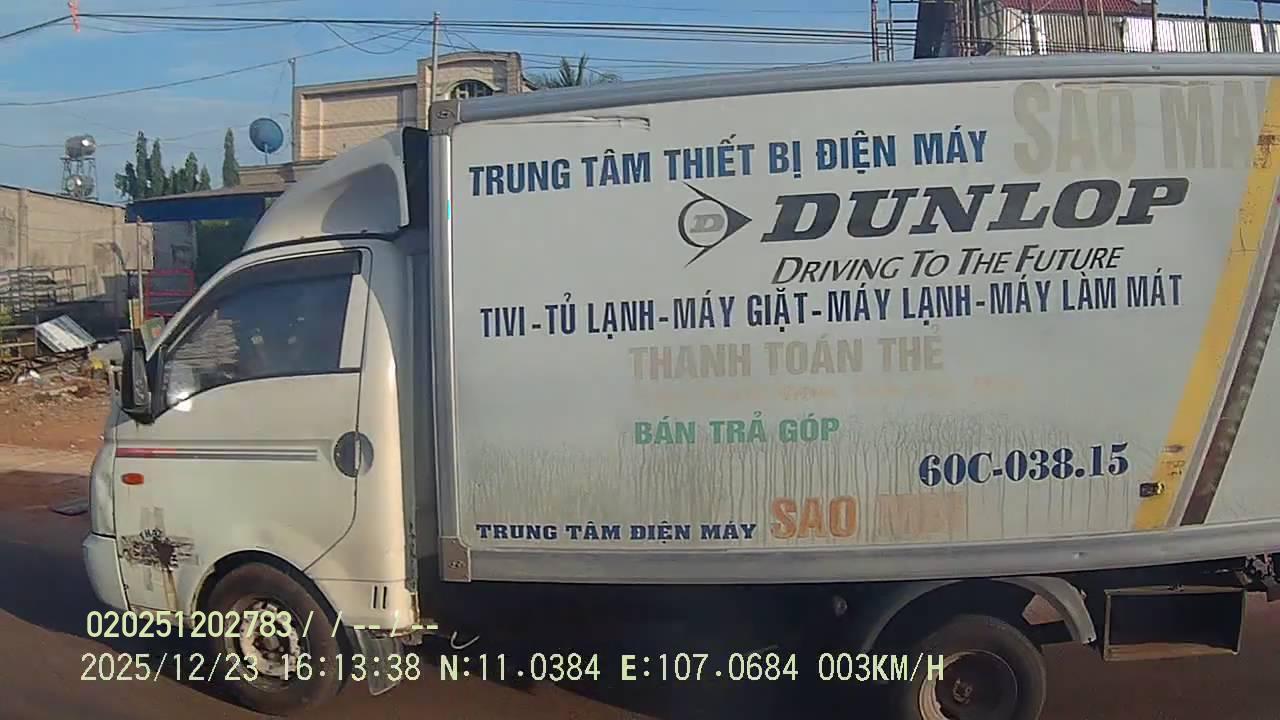 SAO MAI
TRUNG TÂM THIẾT BỊ ĐIỆN MÁY
D DUNLOP
DRIVING TO THE FUTURE
TIVI-TỦ LẠNH-MÁY GIẶT-MÁY LẠNH-MÁY LÀM MÁT
THANH TOÁN THẺ
BÁN TRẢ GÓP
60C-038.15
TRUNG TÂM ĐIỆN MÁY SAO MAI
020251202783/ / --/--
2025/12/23 16:13:38 N:11.0384 E:107.0684 003KM/H